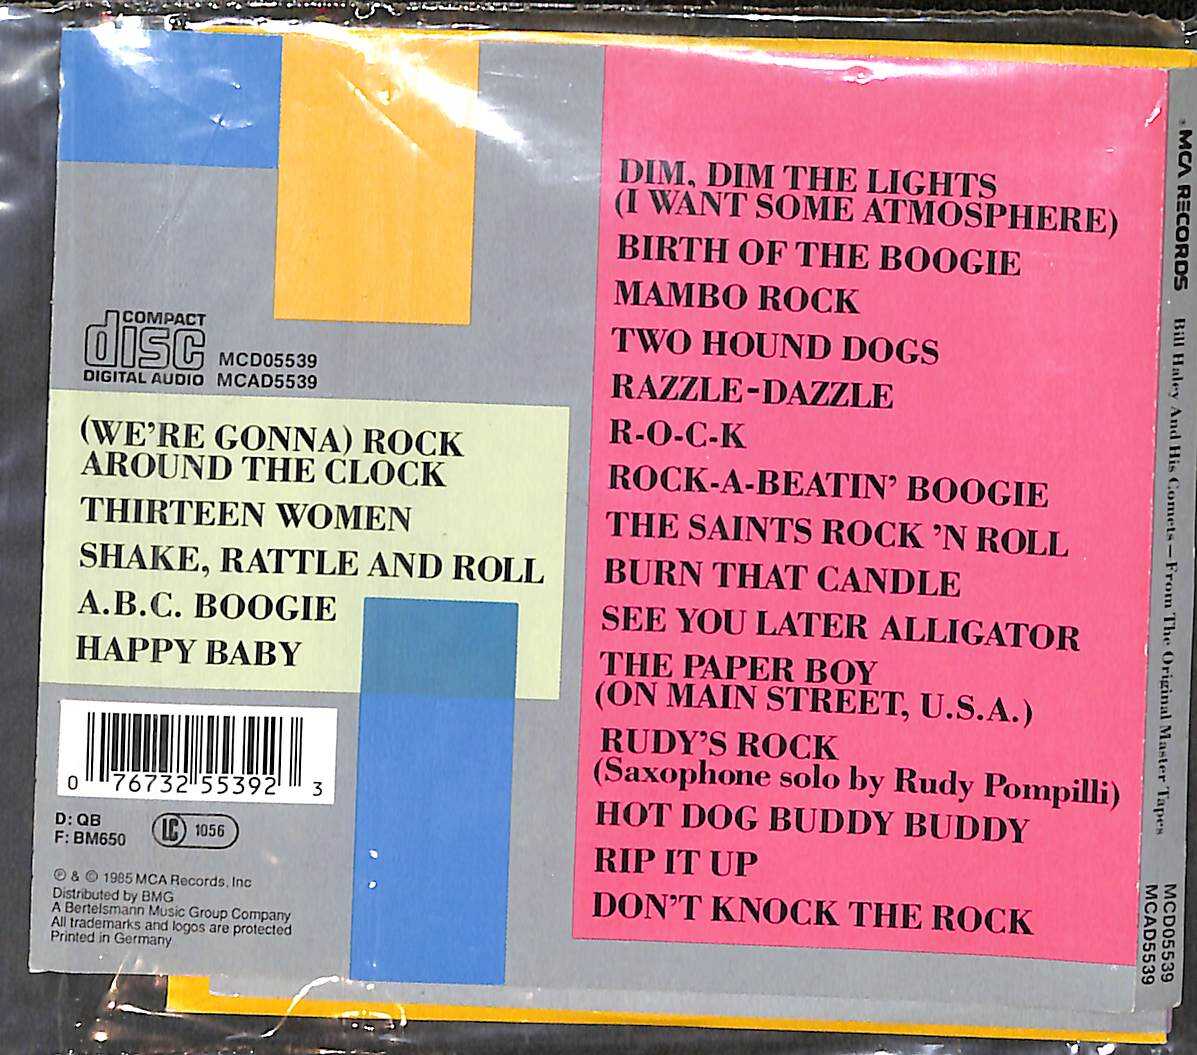 COMPACT
disc
DIGITAL AUDIO
MCD05539
MCAD5539
(WE'RE GONNA) ROCK
AROUND THE CLOCK
THIRTEEN WOMEN
SHAKE, RATTLE AND ROLL
A.B.C. BOOGIE
HAPPY BABY
0 76732 55392 3
D: QB
F: BM650
LC 1056
℗ & © 1985 MCA Records, Inc
Distributed by BMG
A Bertelsmann Music Group Company
All trademarks and logos are protected
Printed in Germany
DIM, DIM THE LIGHTS
(I WANT SOME ATMOSPHERE)
BIRTH OF THE BOOGIE
MAMBO ROCK
TWO HOUND DOGS
RAZZLE-DAZZLE
R-O-C-K
ROCK-A-BEATIN' BOOGIE
THE SAINTS ROCK 'N ROLL
BURN THAT CANDLE
SEE YOU LATER ALLIGATOR
THE PAPER BOY
(ON MAIN STREET, U.S.A.)
RUDY'S ROCK
(Saxophone solo by Rudy Pompilli)
HOT DOG BUDDY BUDDY
RIP IT UP
DON'T KNOCK THE ROCK
MCA RECORDS Bill Haley And His Comets—From The Original Master Tapes
MCD05539
MCAD5539